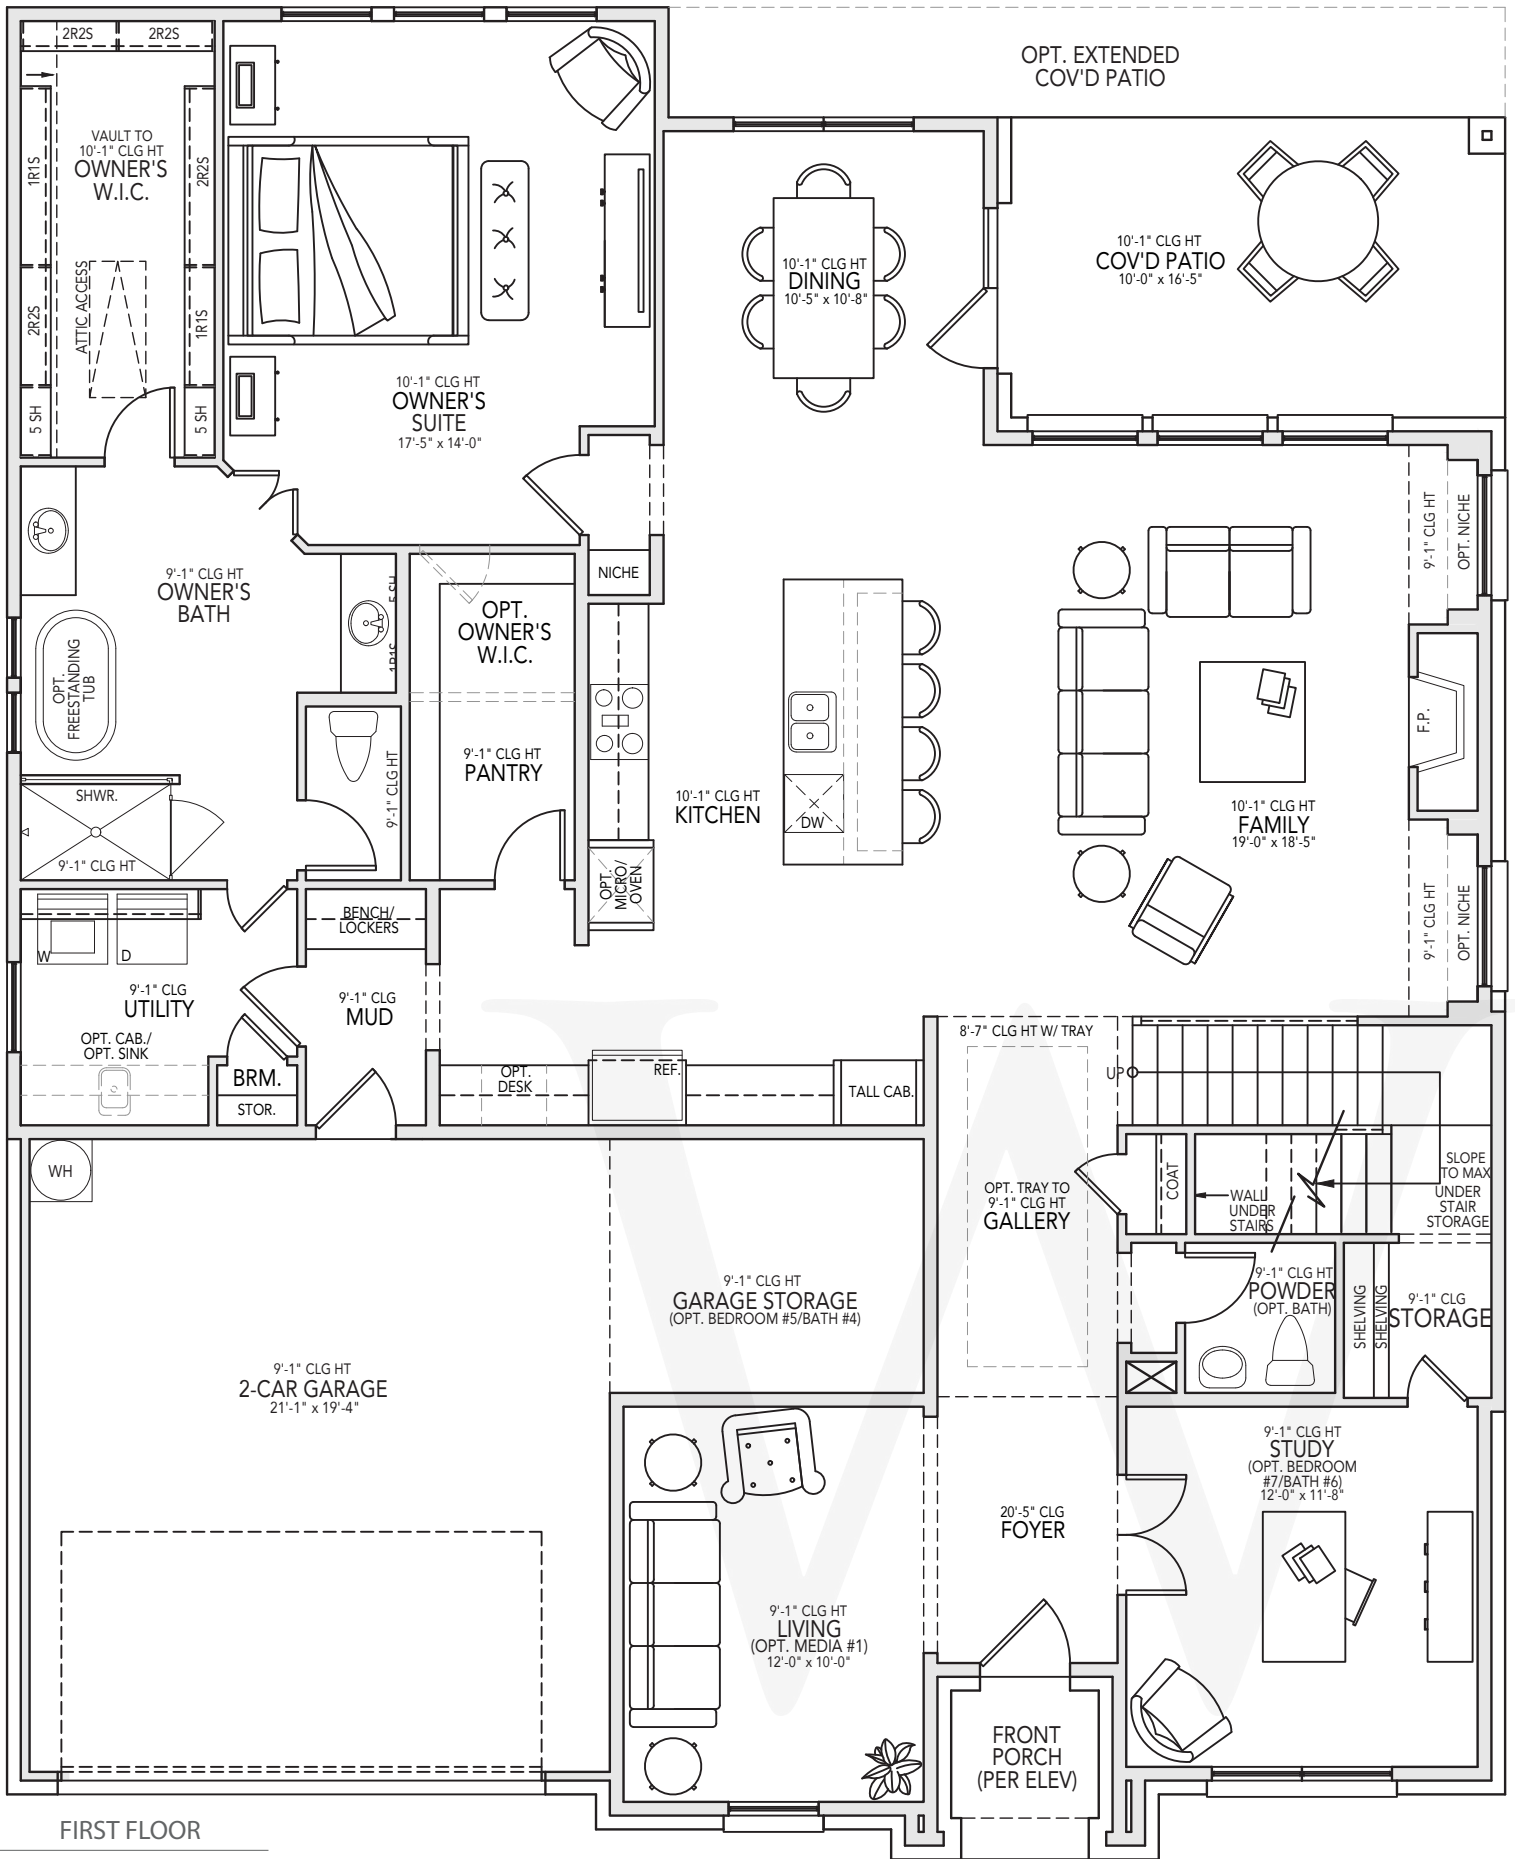 2R2S
2R2S
OPT. EXTENDED
COV'D PATIO
VAULT TO
10'-1" CLG HT
OWNER'S
W.I.C.
1R1S
2R2S
2R2S
1R1S
ATTIC ACCESS
5 SH
5 SH
10'-1" CLG HT
DINING
10'-5" x 10'-8"
10'-1" CLG HT
COV'D PATIO
10'-0" x 16'-5"
10'-1" CLG HT
OWNER'S
SUITE
17'-5" x 14'-0"
9'-1" CLG HT
OPT. NICHE
NICHE
9'-1" CLG HT
OWNER'S
BATH
5 SH
1R1S
OPT.
OWNER'S
W.I.C.
OPT.
FREESTANDING
TUB
9'-1" CLG HT
PANTRY
9'-1" CLG HT
F.P.
SHWR.
9'-1" CLG HT
10'-1" CLG HT
KITCHEN
DW
10'-1" CLG HT
FAMILY
19'-0" x 18'-5"
OPT.
MICRO/
OVEN
BENCH/
LOCKERS
9'-1" CLG HT
OPT. NICHE
W
D
9'-1" CLG
UTILITY
9'-1" CLG
MUD
OPT. CAB./
OPT. SINK
BRM.
STOR.
OPT.
DESK
REF.
TALL CAB.
8'-7" CLG HT W/ TRAY
UP
WH
COAT
WALL
UNDER
STAIRS
SLOPE
TO MAX
UNDER
STAIR
STORAGE
OPT. TRAY TO
9'-1" CLG HT
GALLERY
9'-1" CLG HT
GARAGE STORAGE
(OPT. BEDROOM #5/BATH #4)
9'-1" CLG HT
POWDER
(OPT. BATH)
SHELVING
SHELVING
9'-1" CLG
STORAGE
9'-1" CLG HT
2-CAR GARAGE
21'-1" x 19'-4"
9'-1" CLG HT
STUDY
(OPT. BEDROOM
#7/BATH #6)
12'-0" x 11'-8"
20'-5" CLG
FOYER
9'-1" CLG HT
LIVING
(OPT. MEDIA #1)
12'-0" x 10'-0"
FRONT
PORCH
(PER ELEV)
FIRST FLOOR
W